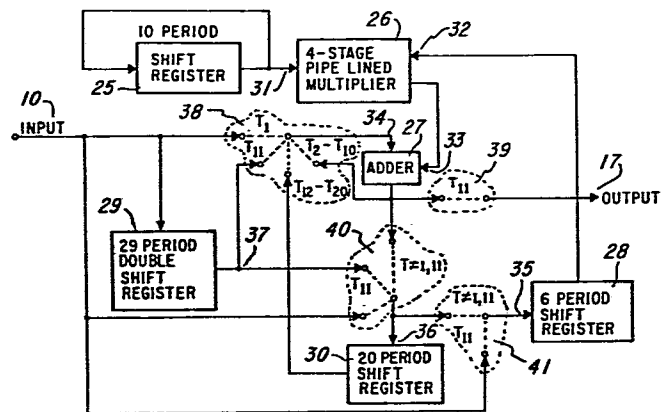 10 PERIOD
SHIFT
REGISTER
25
31
26
4-STAGE
PIPE LINED
MULTIPLIER
32
10
INPUT
38
T1
T11
T2-T10
T12-T20
34
27
ADDER
33
39
T11
17
OUTPUT
29
29 PERIOD
DOUBLE
SHIFT
REGISTER
37
40
T≠1,11
T11
T≠1,11
T11
35
28
6 PERIOD
SHIFT
REGISTER
36
30
20 PERIOD
SHIFT
REGISTER
41